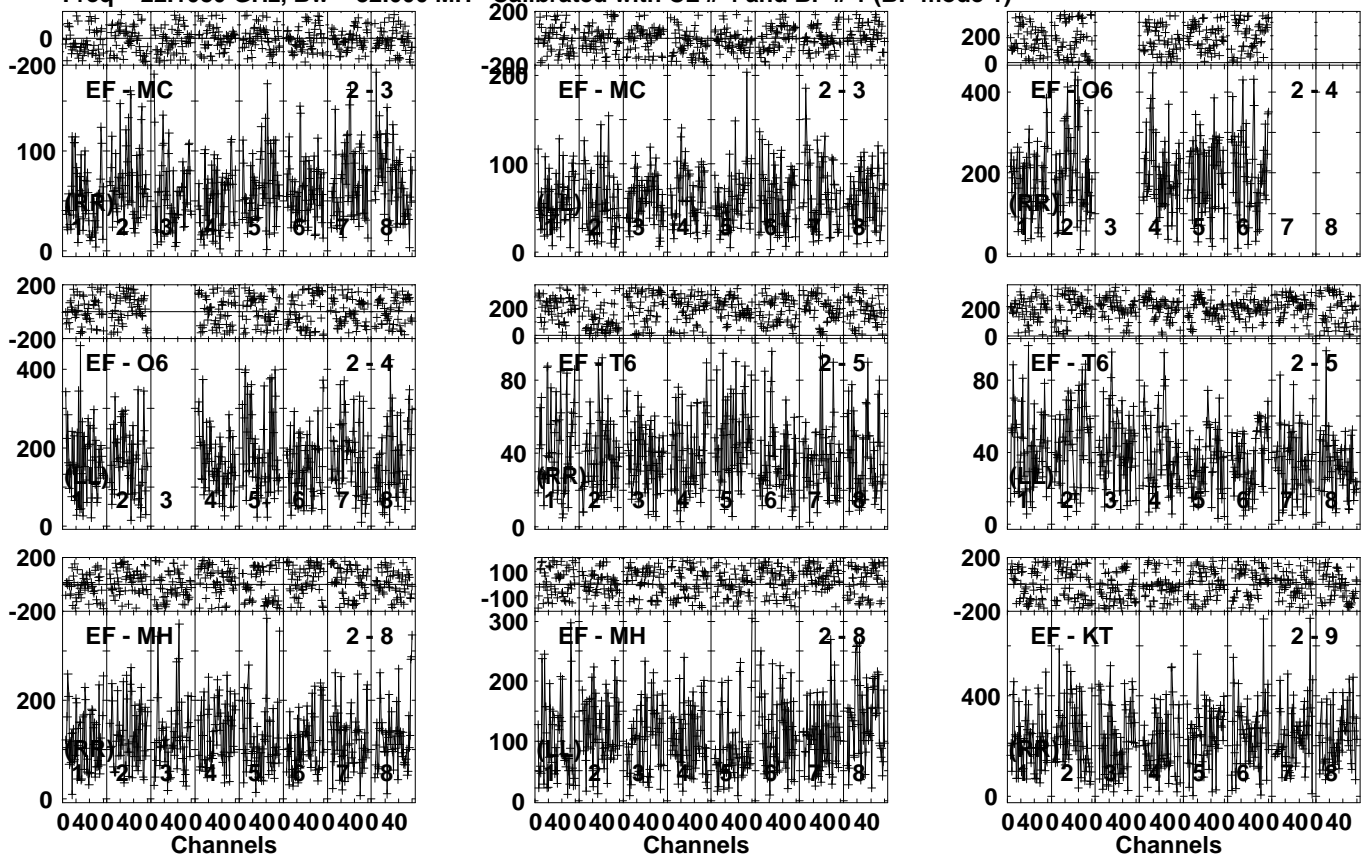 200 200
0 0 200
-200 -200 0
EF - MC 2 - 3
200 EF - MC 2 - 3
400 EF - O6 2 - 4
100 100 200
(RR) (LL) (RR)
1 2 3 4 5 6 7 8
1 2 3 4 5 6 7 8
1 2 3 4 5 6 7 8
0 0 0
200 200 200
0 0
-200
400 EF - O6 2 - 4
80 EF - T6 2 - 5
80 EF - T6 2 - 5
200 40 40
(LL) (RR) (LL)
1 2 3 4 5 6 7 8
1 2 3 4 5 6 7 8
1 2 3 4 5 6 7 8
0 0 0
200 100 200
-200 -100 -200
EF - MH 2 - 8
300 EF - MH 2 - 8
EF - KT 2 - 9
200 200 400
100
(RR) (LL) (RR)
1 2 3 4 5 6 7 8
1 2 3 4 5 6 7 8
1 2 3 4 5 6 7 8
0 0 0
0 40 0 40 0 40 0 40 0 40 0 40 0 40 0 40
0 40 0 40 0 40 0 40 0 40 0 40 0 40 0 40
0 40 0 40 0 40 0 40 0 40 0 40 0 40 0 40
Channels Channels Channels